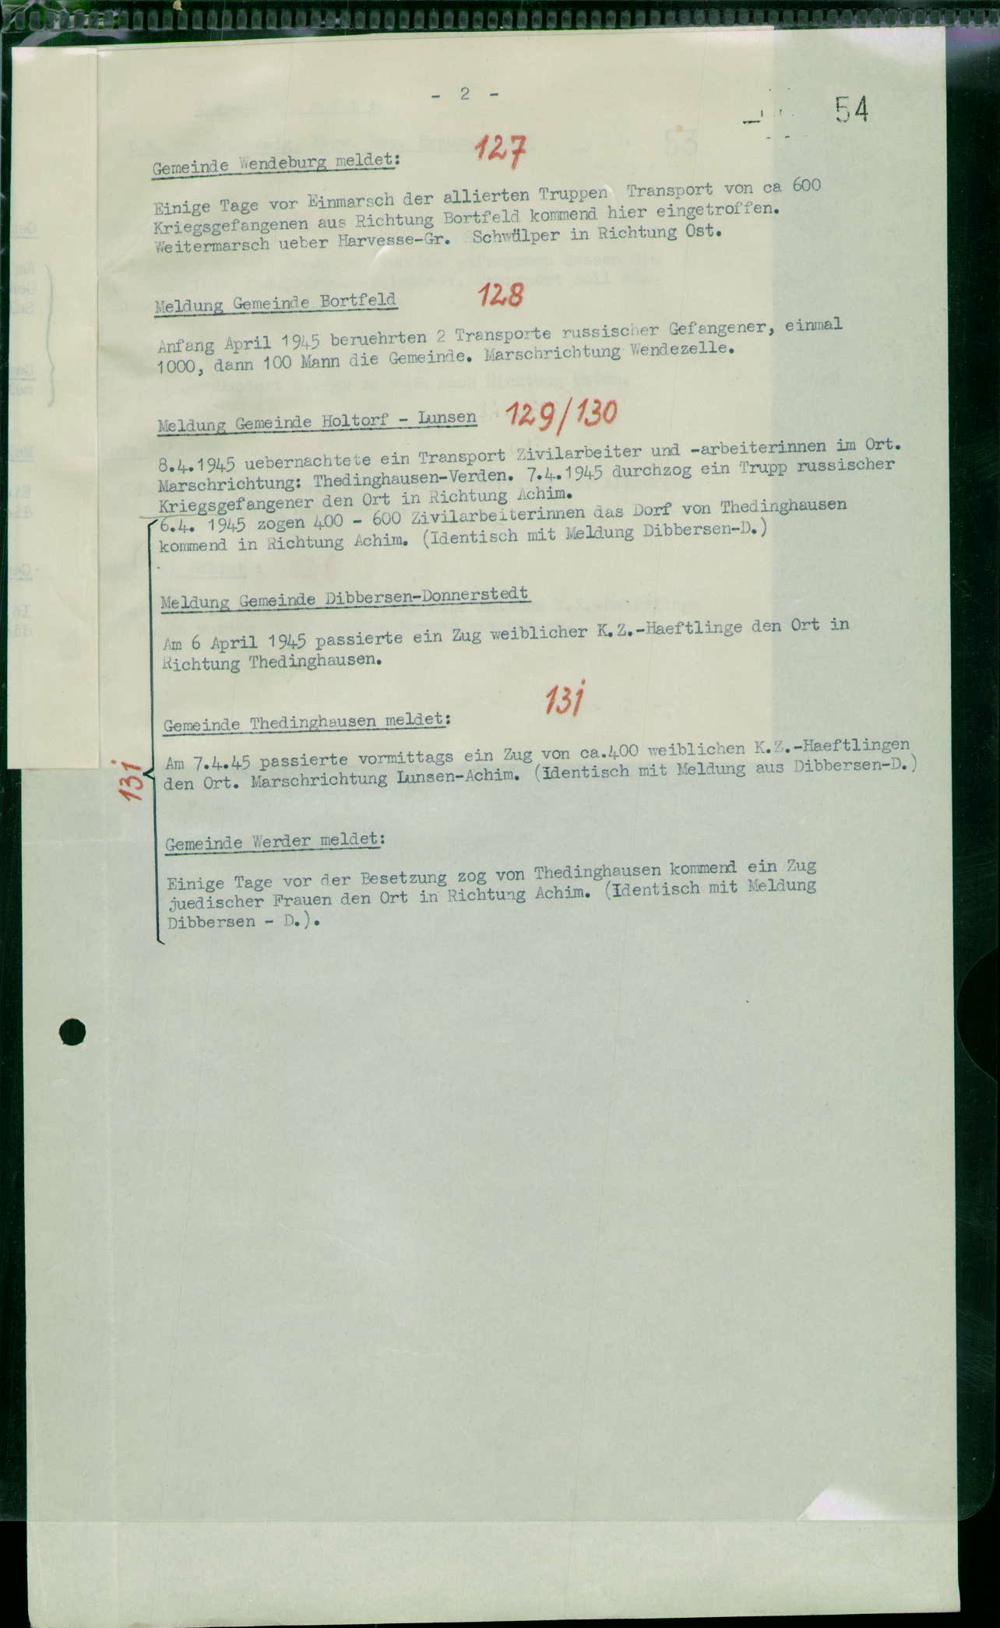 - 2 -
54
127
Gemeinde Wendeburg meldet:
Einige Tage vor Einmarsch der allierten Truppen Transport von ca 600
Kriegsgefangenen aus Richtung Bortfeld kommend hier eingetroffen.
Weitermarsch ueber Harvesse-Gr. Schwülper in Richtung Ost.
Meldung Gemeinde Bortfeld 128
Anfang April 1945 beruehrten 2 Transporte russischer Gefangener, einmal
1000, dann 100 Mann die Gemeinde. Marschrichtung Wendezelle.
Meldung Gemeinde Holtorf - Lunsen 129/130
8.4.1945 uebernachtete ein Transport Zivilarbeiter und -arbeiterinnen im Ort.
Marschrichtung: Thedinghausen-Verden. 7.4.1945 durchzog ein Trupp russischer
Kriegsgefangener den Ort in Richtung Achim.
6.4. 1945 zogen 400 - 600 Zivilarbeiterinnen das Dorf von Thedinghausen
kommend in Richtung Achim. (Identisch mit Meldung Dibbersen-D.)
Meldung Gemeinde Dibbersen-Donnerstedt
Am 6 April 1945 passierte ein Zug weiblicher K.Z.-Haeftlinge den Ort in
Richtung Thedinghausen.
131
Gemeinde Thedinghausen meldet:
Am 7.4.45 passierte vormittags ein Zug von ca.400 weiblichen K.Z.-Haeftlingen
den Ort. Marschrichtung Lunsen-Achim. (Identisch mit Meldung aus Dibbersen-D.)
131
Gemeinde Werder meldet:
Einige Tage vor der Besetzung zog von Thedinghausen kommend ein Zug
juedischer Frauen den Ort in Richtung Achim. (Identisch mit Meldung
Dibbersen - D.).